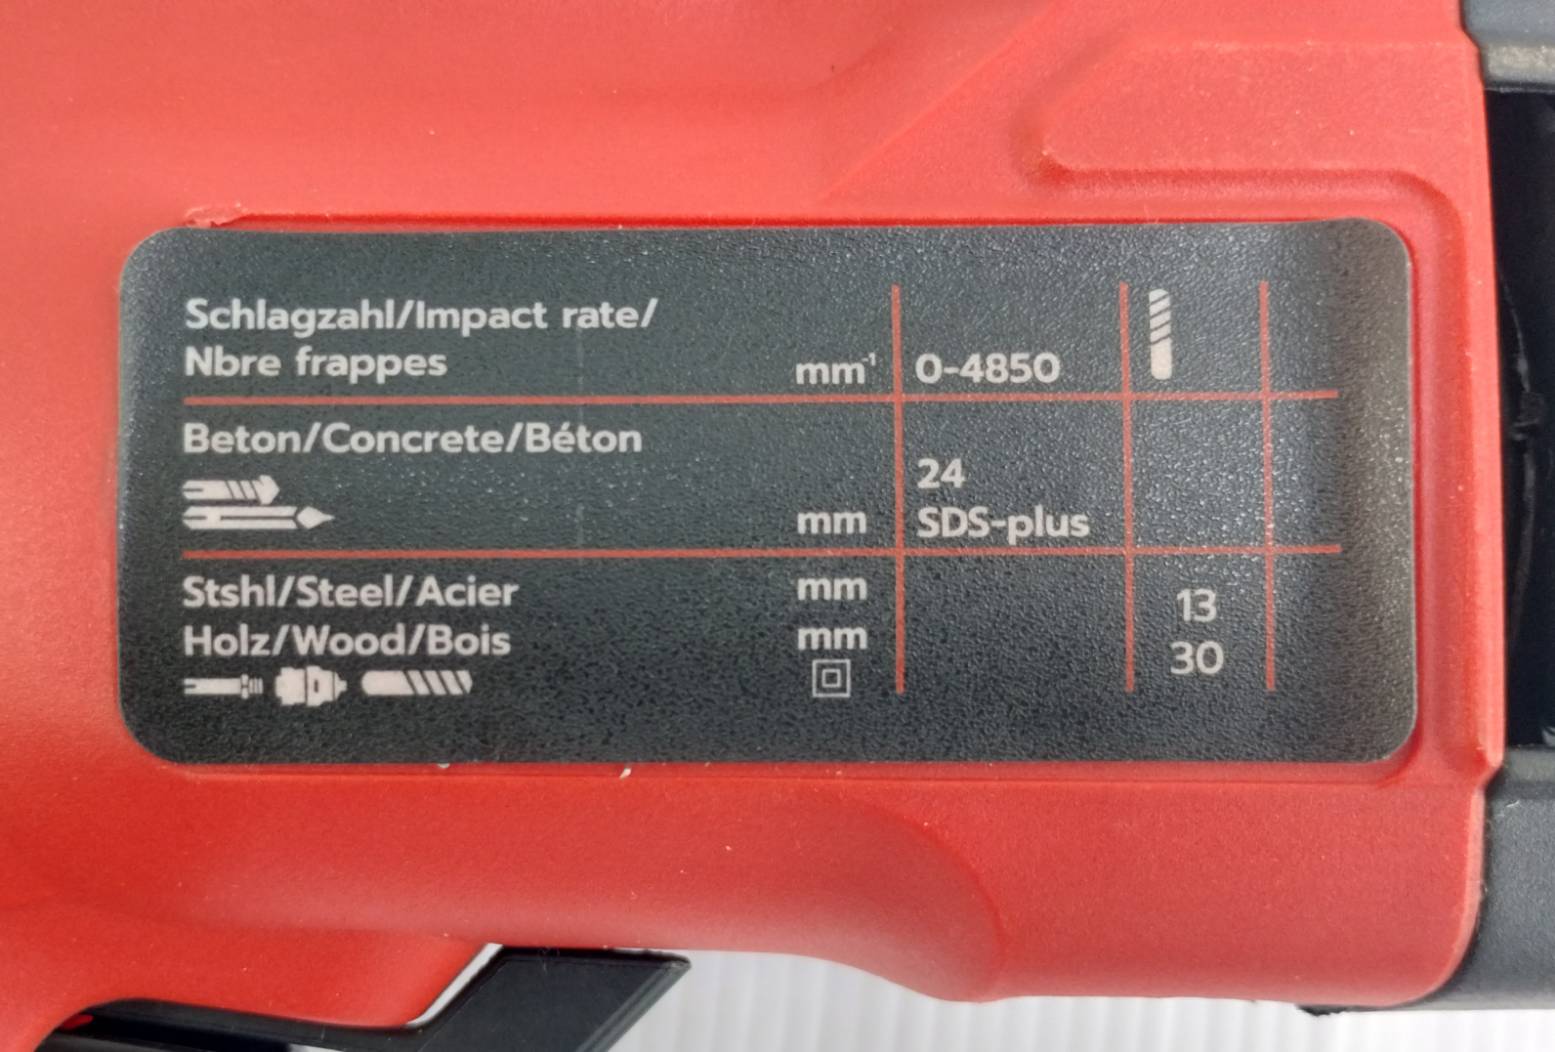 Schlagzahl/Impact rate/
Nbre frappes mm⁻¹ 0-4850
Beton/Concrete/Béton
24
mm SDS-plus
Stshl/Steel/Acier mm 13
Holz/Wood/Bois mm 30